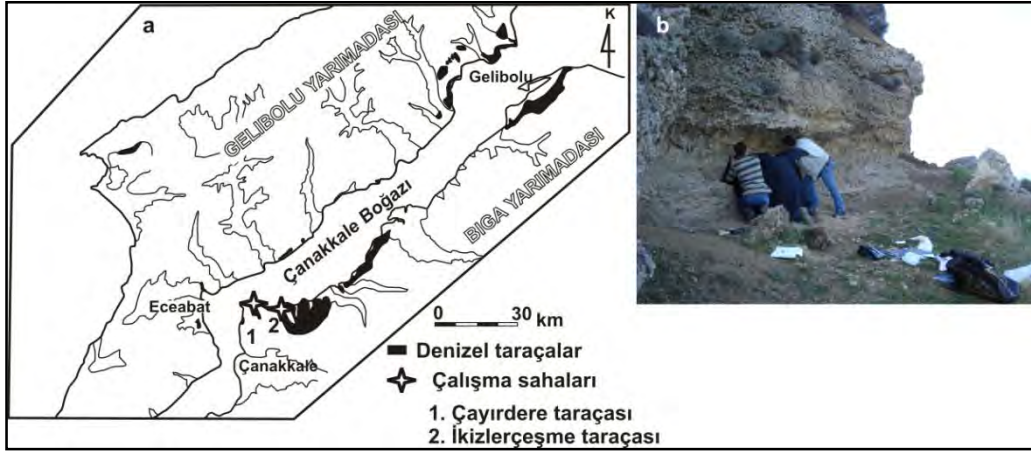 a
K
Gelibolu
GELIBOLU YARIMADASI
BIGA YARIMADASI
Çanakkale Boğazı
Eceabat
1
2
Çanakkale
0 30
km
Denizel taraçalar
Çalışma sahaları
1. Çayırdere taraçası
2. İkizlerçeşme taraçası
b